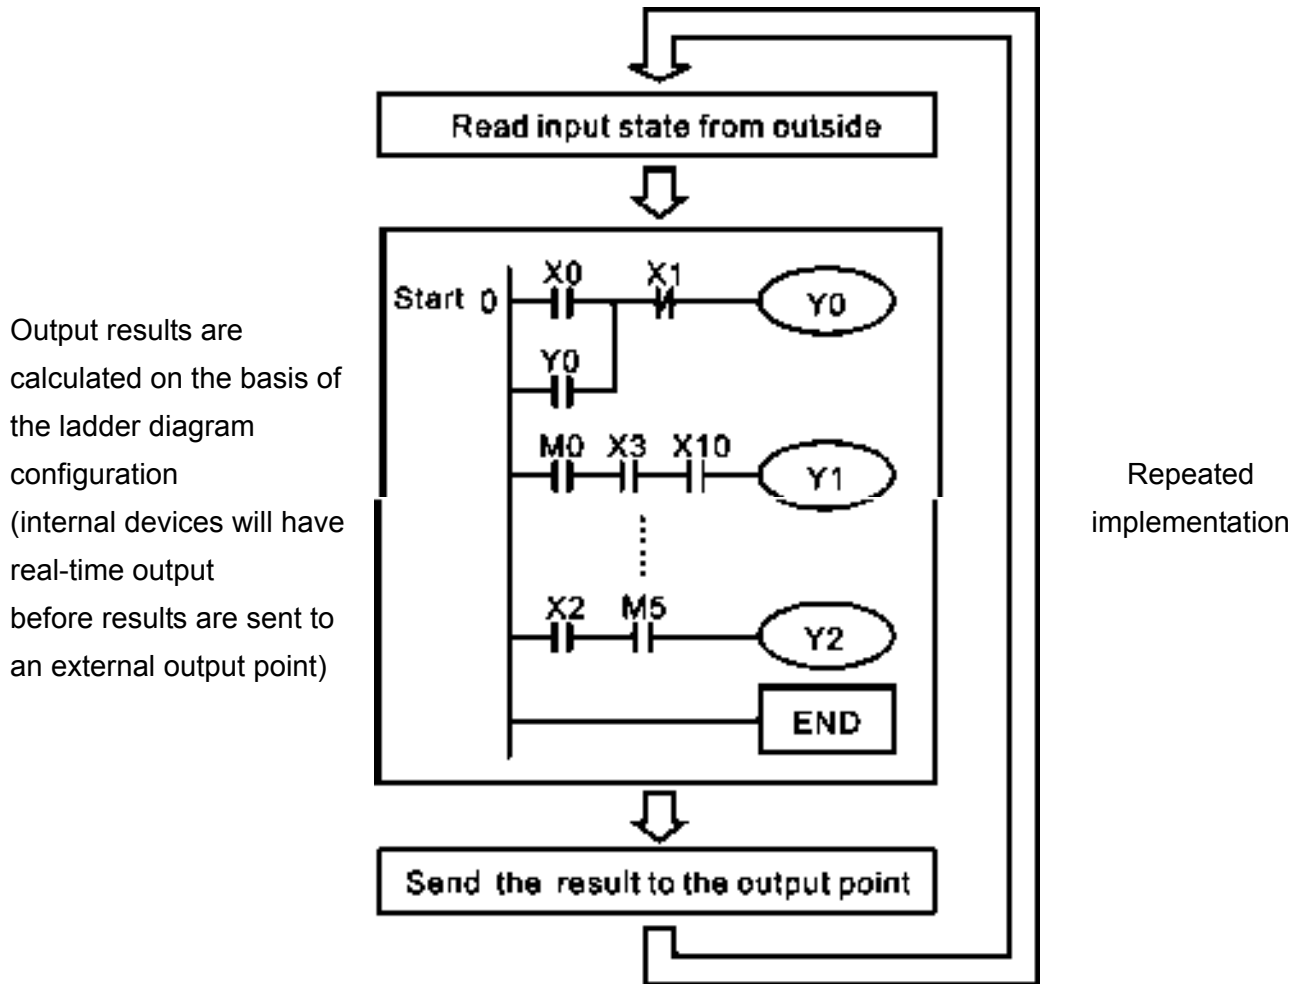 Read input state from outside
Output results are
calculated on the basis of
the ladder diagram
configuration
(internal devices will have
real-time output
before results are sent to
an external output point)
X0 X1
Start 0 Y0
Y0
M0 X3 X10
Y1
X2 M5
Y2
END
Send the result to the output point
Repeated
implementation